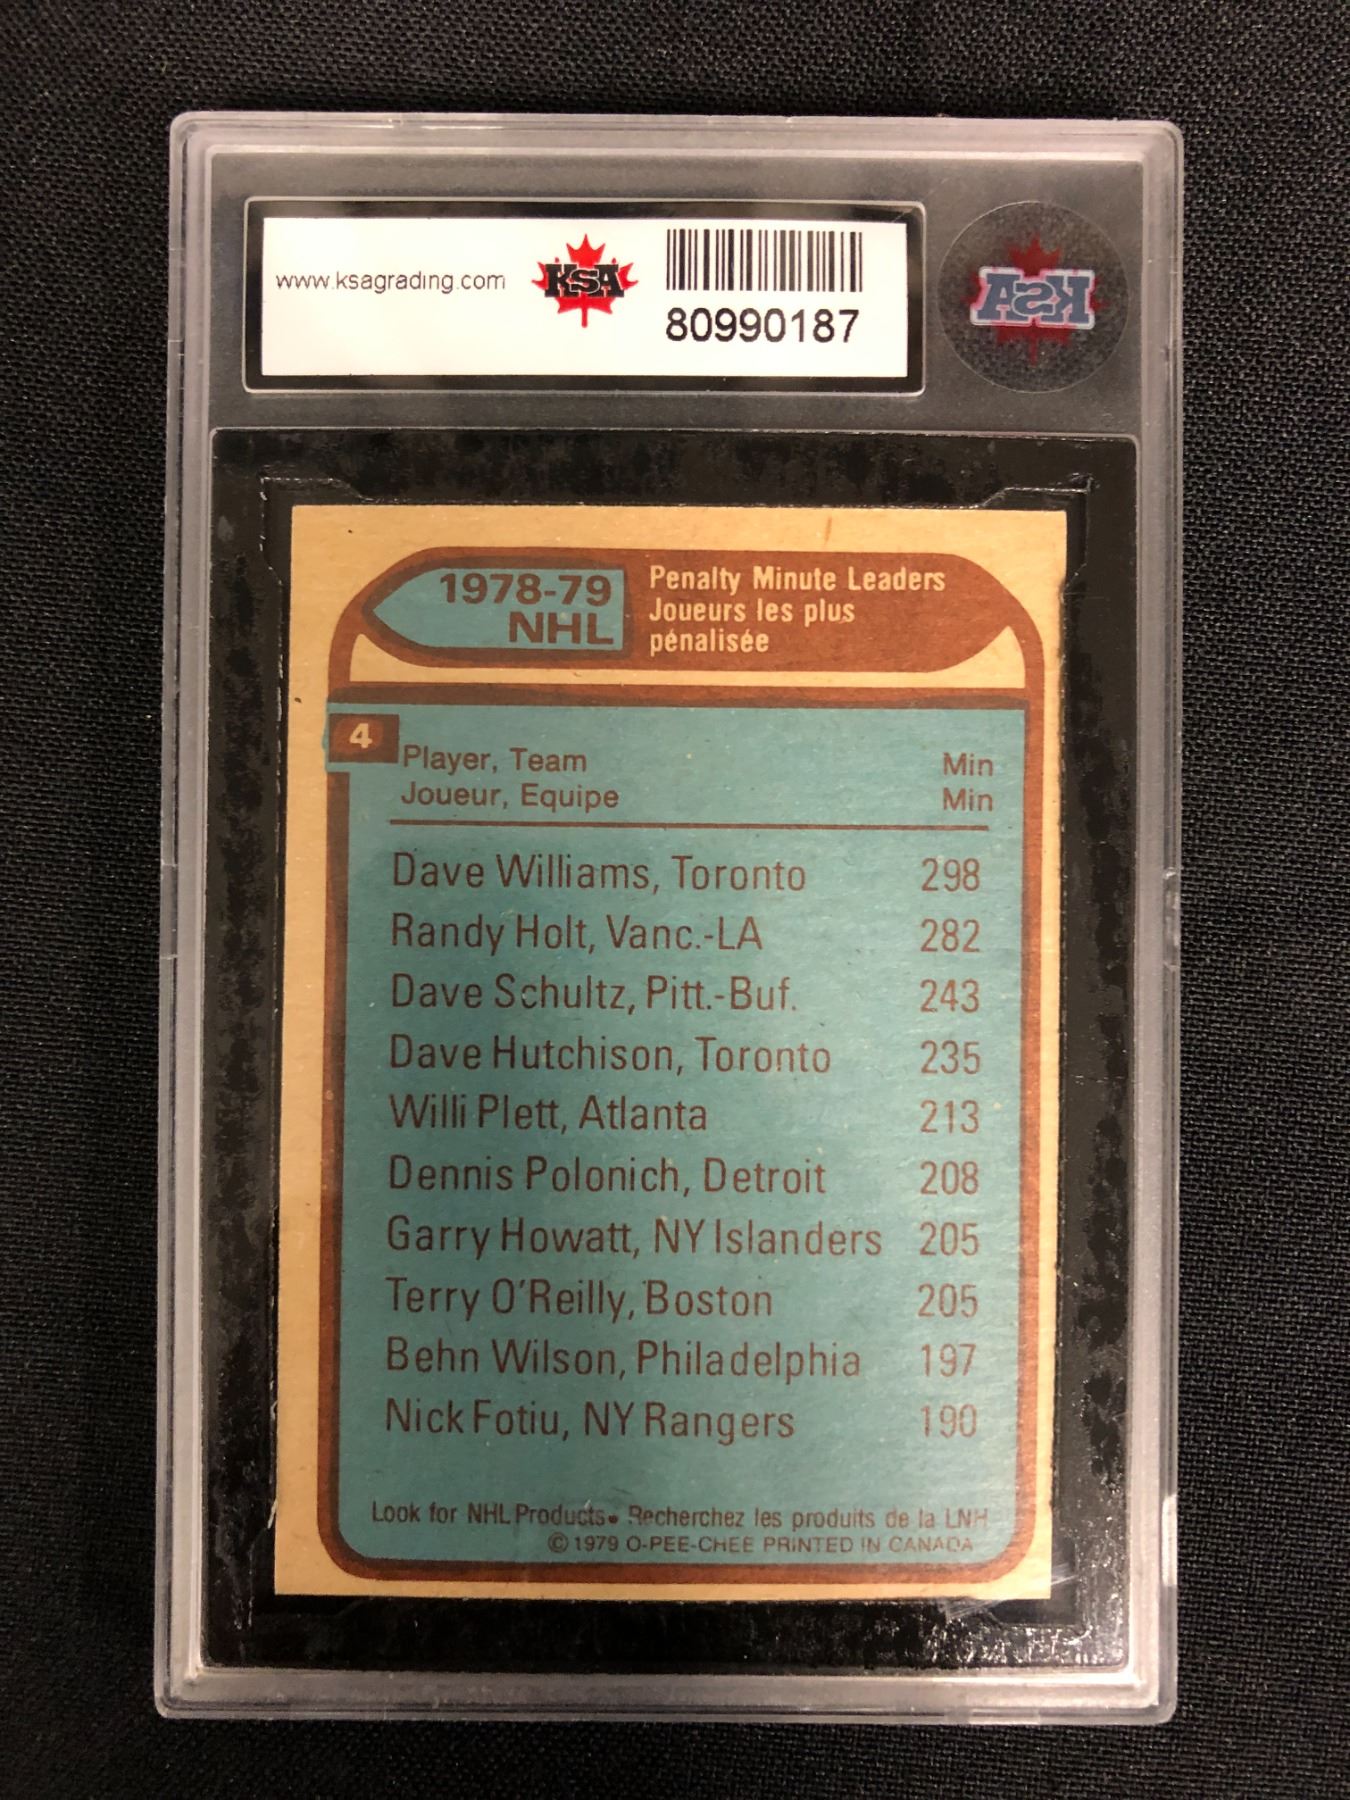 www.ksagrading.com
KSA
80990187
KSA
1978-79
NHL
Penalty Minute Leaders
Joueurs les plus
pénalisée
4
Player, Team Min
Joueur, Equipe Min
Dave Williams, Toronto 298
Randy Holt, Vanc.-LA 282
Dave Schultz, Pitt.-Buf. 243
Dave Hutchison, Toronto 235
Willi Plett, Atlanta 213
Dennis Polonich, Detroit 208
Garry Howatt, NY Islanders 205
Terry O'Reilly, Boston 205
Behn Wilson, Philadelphia 197
Nick Fotiu, NY Rangers 190
Look for NHL Products• Recherchez les produits de la LNH
© 1979 O-PEE-CHEE PRINTED IN CANADA